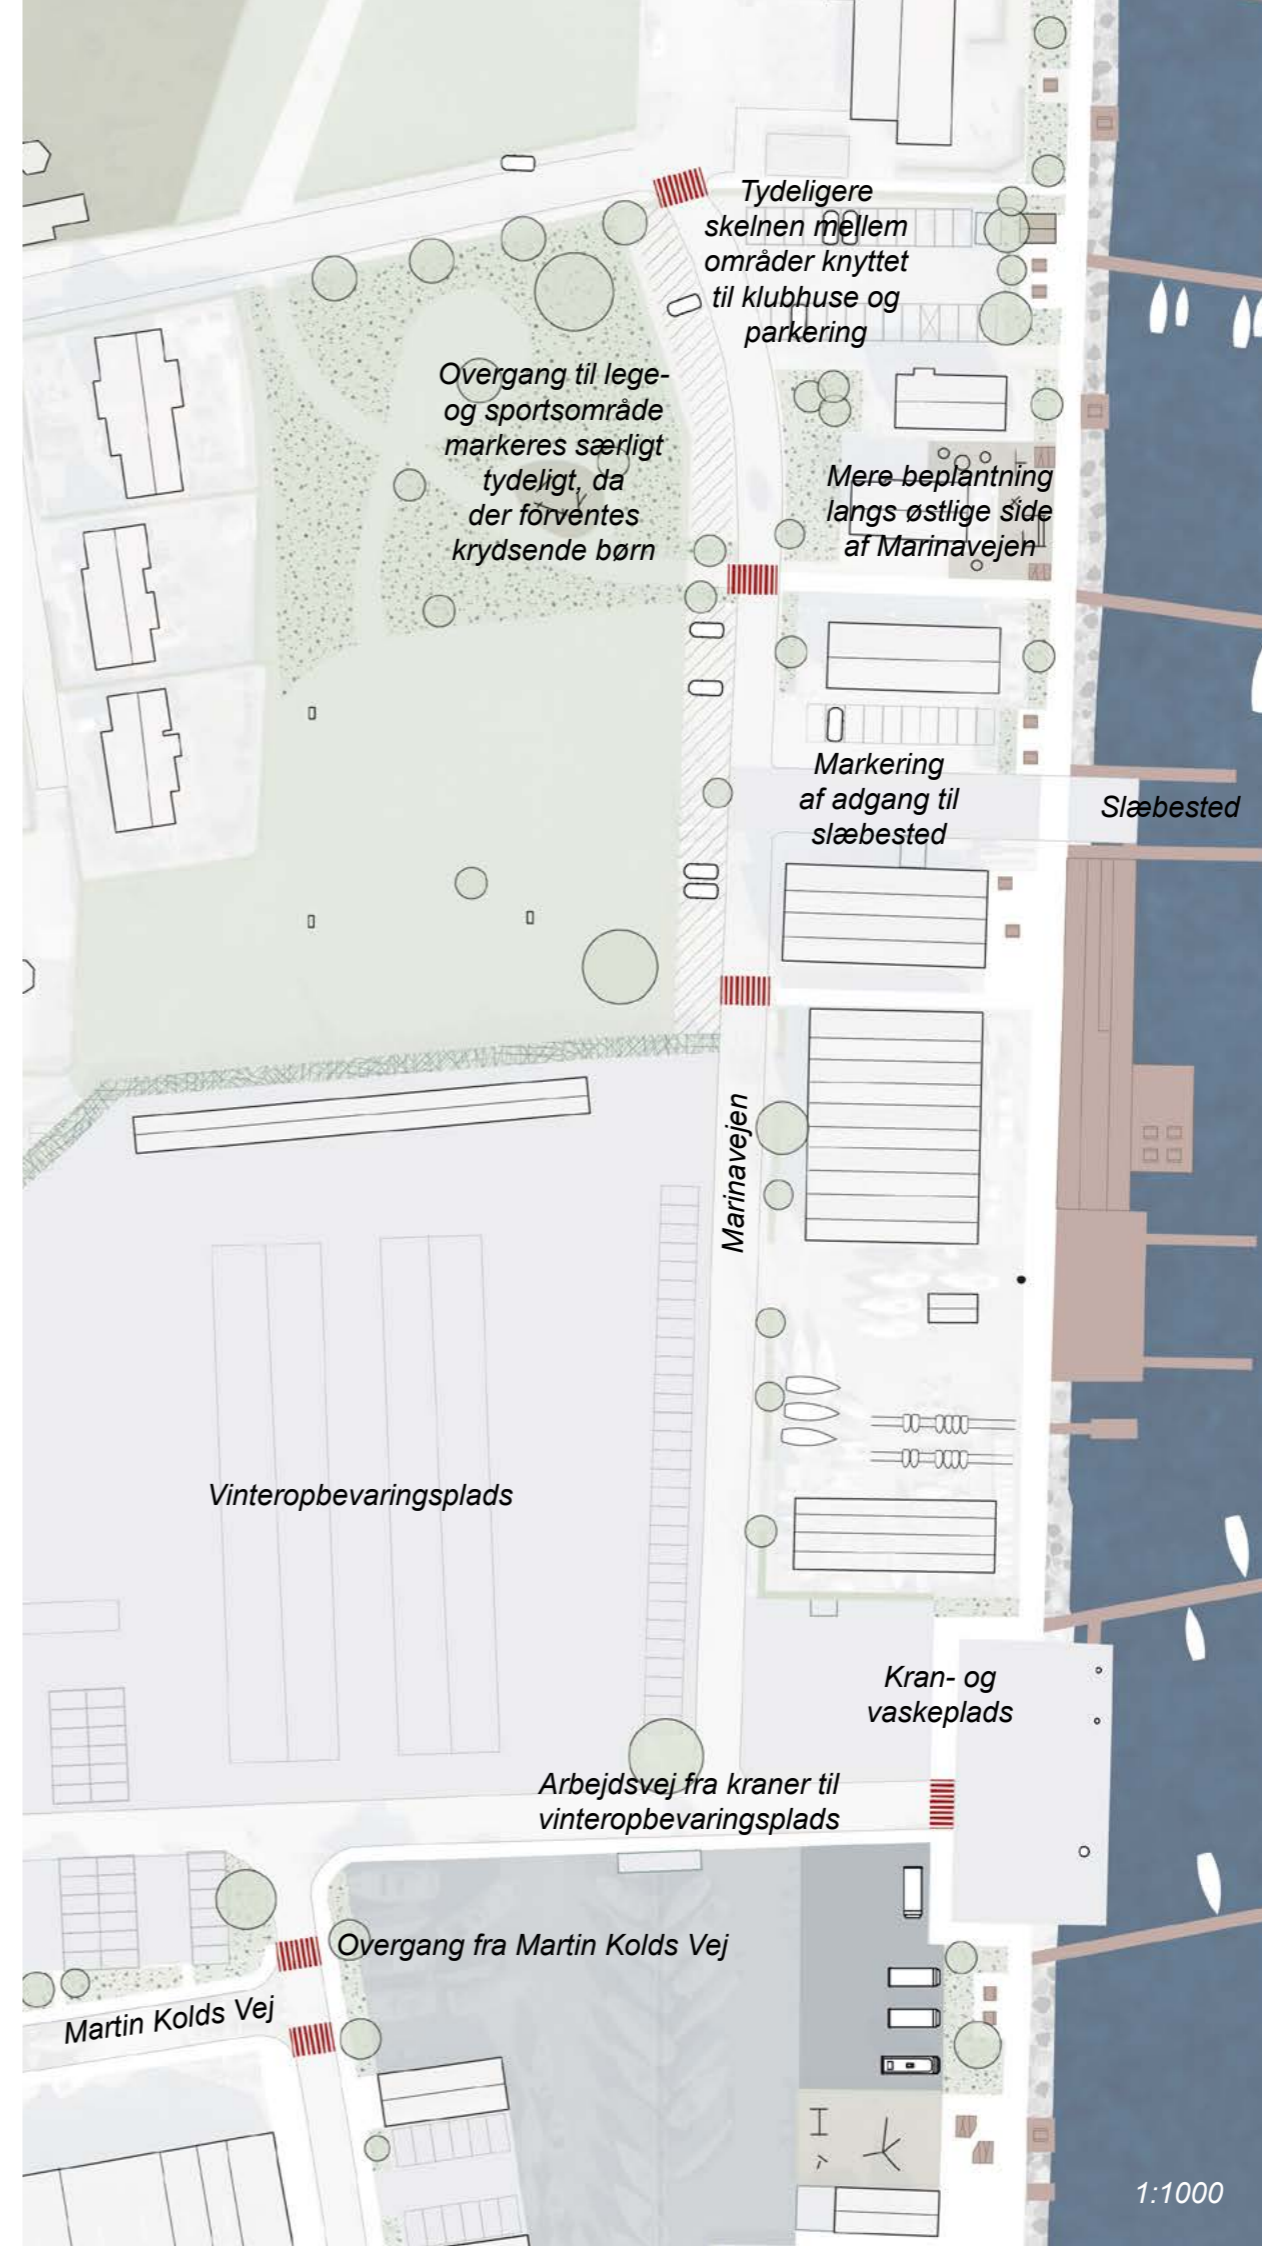 Tydeligere
skelnen mellem
områder knyttet
til klubhuse og
parkering
Overgang til lege-
og sportsområde
markeres særligt
tydeligt, da
der forventes
krydsende børn
Mere beplantning
langs østlige side
af Marinavejen
Markering
af adgang til
slæbested
Slæbested
Marinavejen
Vinteropbevaringsplads
Kran- og
vaskeplads
Arbejdsvej fra kraner til
vinteropbevaringsplads
Overgang fra Martin Kolds Vej
Martin Kolds Vej
1:1000